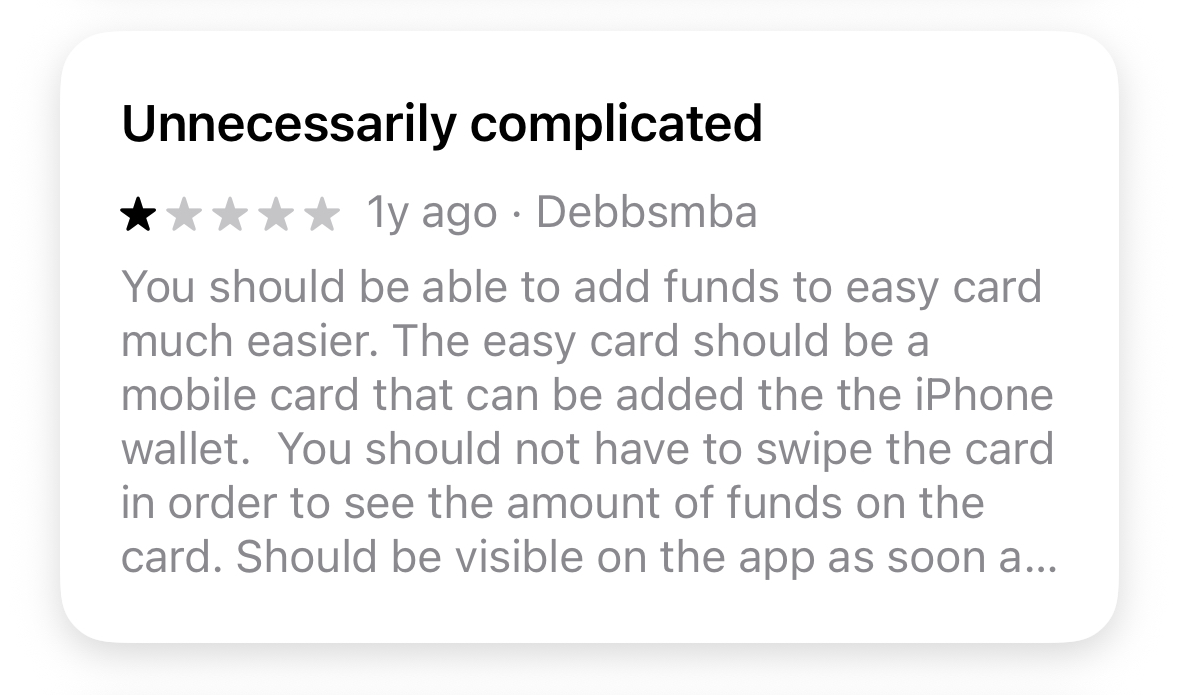 Unnecessarily complicated
1y ago · Debbsmba
You should be able to add funds to easy card
much easier. The easy card should be a
mobile card that can be added the the iPhone
wallet.  You should not have to swipe the card
in order to see the amount of funds on the
card. Should be visible on the app as soon a...